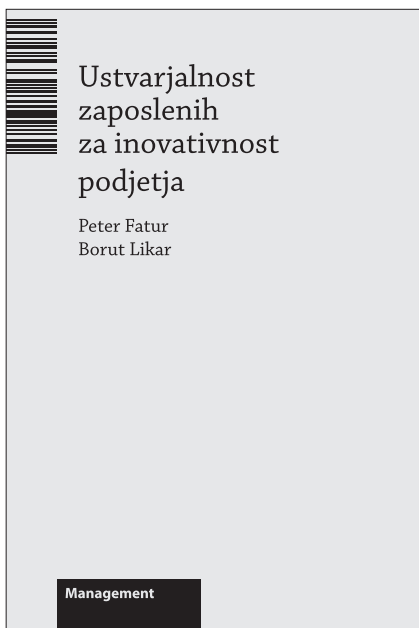 Ustvarjalnost
zaposlenih
za inovativnost
podjetja
Peter Fatur
Borut Likar
Management